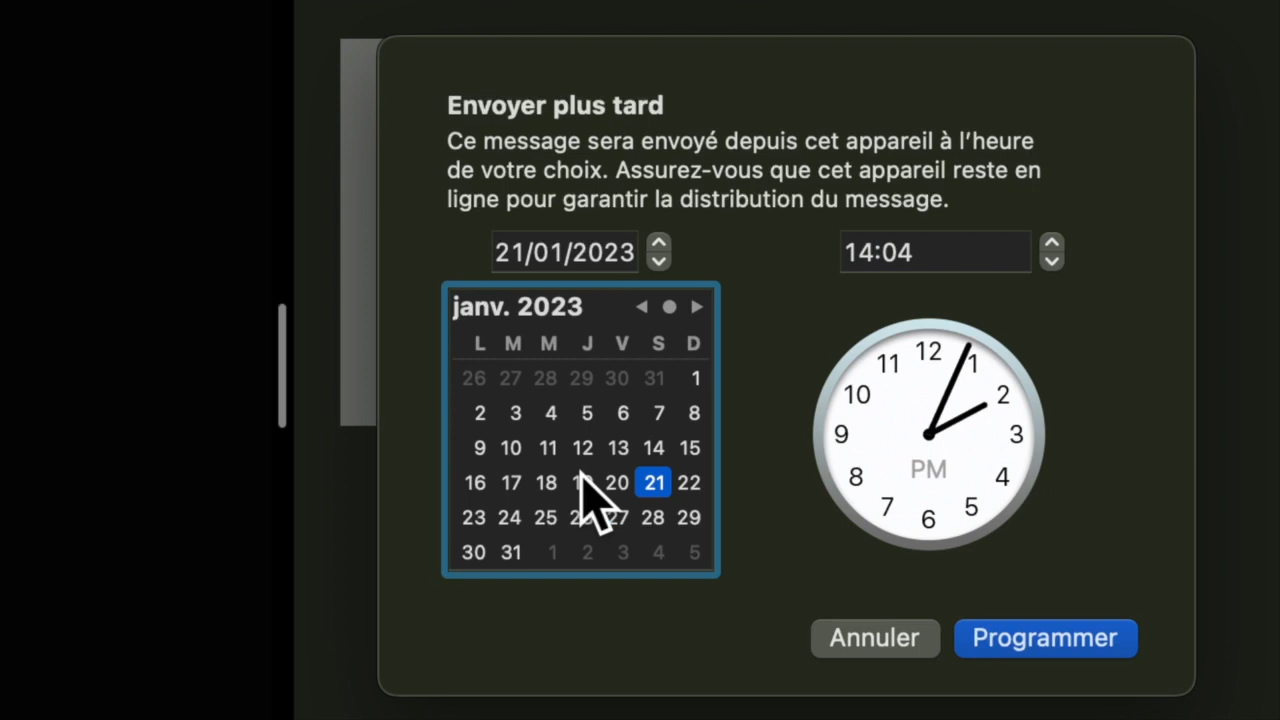 Envoyer plus tard
Ce message sera envoyé depuis cet appareil à l'heure
de votre choix. Assurez-vous que cet appareil reste en
ligne pour garantir la distribution du message.
21/01/2023 14:04
janv. 2023
L M M J V S D
26 27 28 29 30 31 1
2 3 4 5 6 7 8
9 10 11 12 13 14 15
16 17 18 20 21 22
23 24 25 27 28 29
30 31 1 2 3 4 5
12
11 1
10 2
9 3
PM
8 4
7 5
6
Annuler Programmer